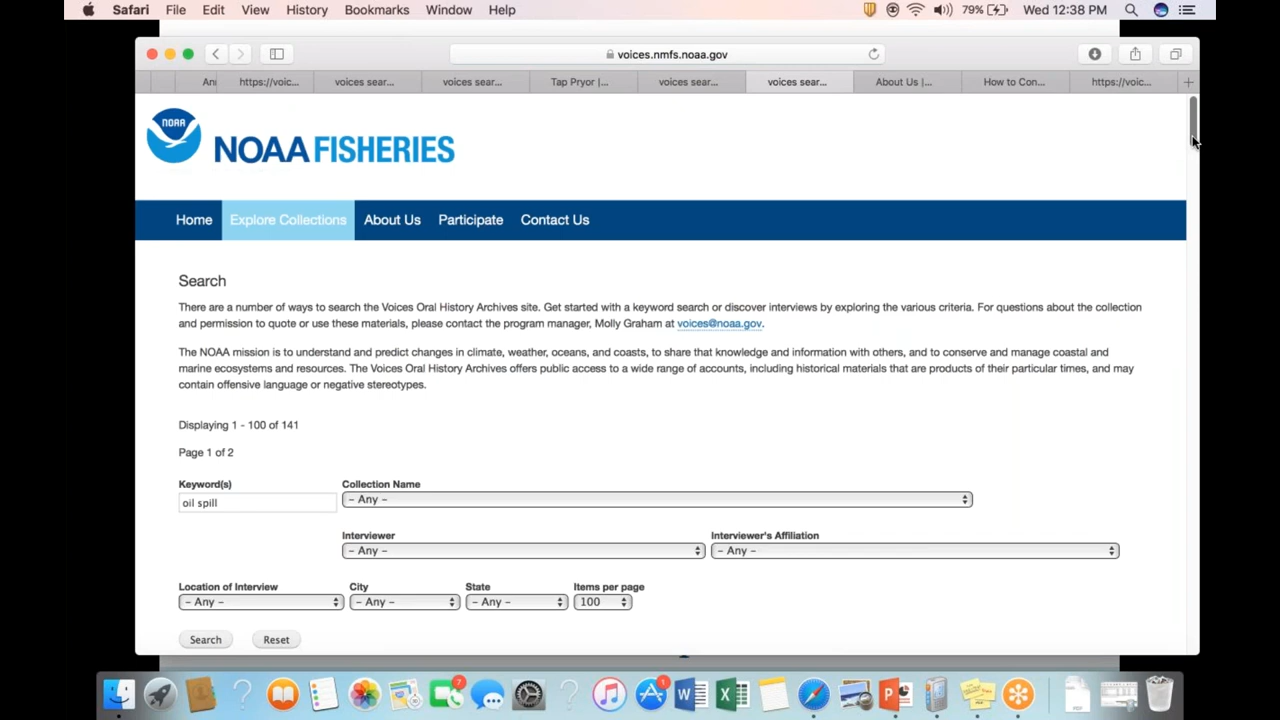 Safari File Edit View History Bookmarks Window Help 79% Wed 12:38 PM
voices.nmfs.noaa.gov
An https://voic... voices sear... voices sear... Tap Pryor |... voices sear... voices sear... About Us |... How to Con... https://voic...
NOAA
NOAA FISHERIES
Home Explore Collections About Us Participate Contact Us
Search
There are a number of ways to search the Voices Oral History Archives site. Get started with a keyword search or discover interviews by exploring the various criteria. For questions about the collection
and permission to quote or use these materials, please contact the program manager, Molly Graham at voices@noaa.gov.
The NOAA mission is to understand and predict changes in climate, weather, oceans, and coasts, to share that knowledge and information with others, and to conserve and manage coastal and
marine ecosystems and resources. The Voices Oral History Archives offers public access to a wide range of accounts, including historical materials that are products of their particular times, and may
contain offensive language or negative stereotypes.
Displaying 1 - 100 of 141
Page 1 of 2
Keyword(s) Collection Name
oil spill - Any -
Interviewer Interviewer's Affiliation
- Any - - Any -
Location of Interview City State Items per page
- Any - - Any - - Any - 100
Search Reset
7 1